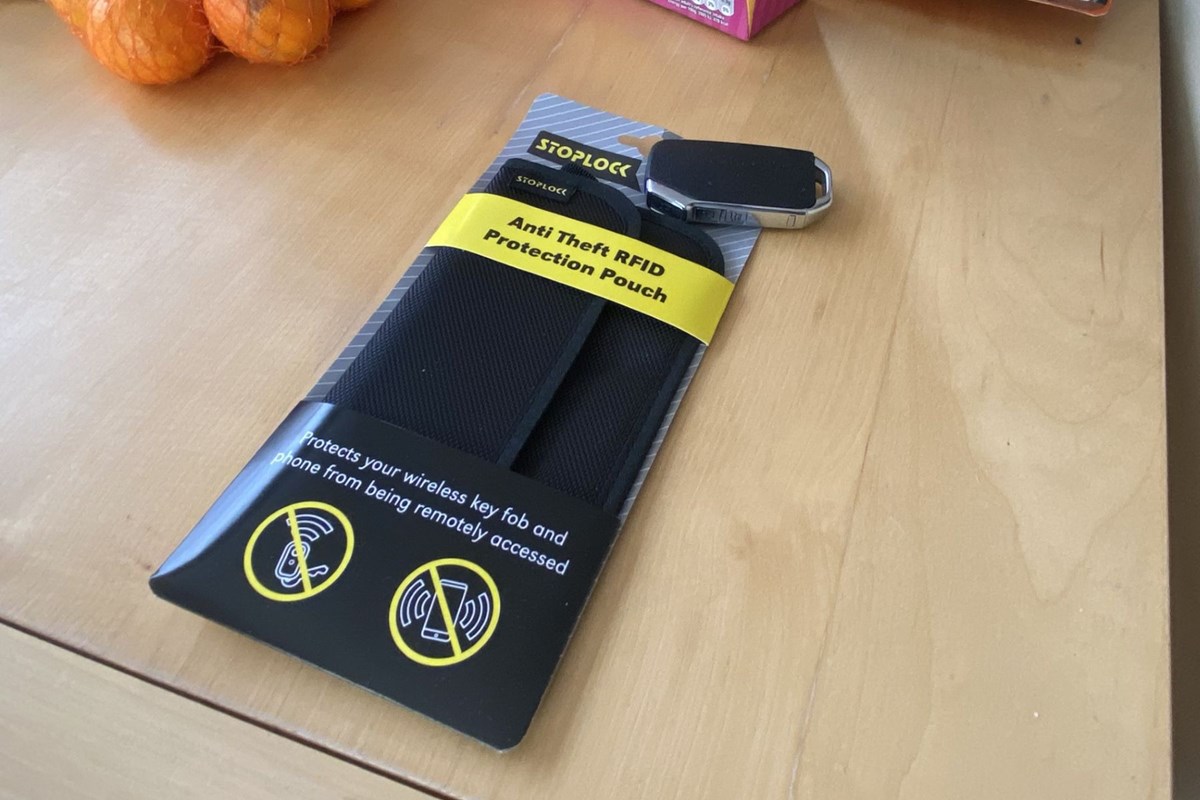 STOPLOCK
STOPLOCK
Anti Theft RFID
Protection Pouch
Protects your wireless key fob and
phone from being remotely accessed